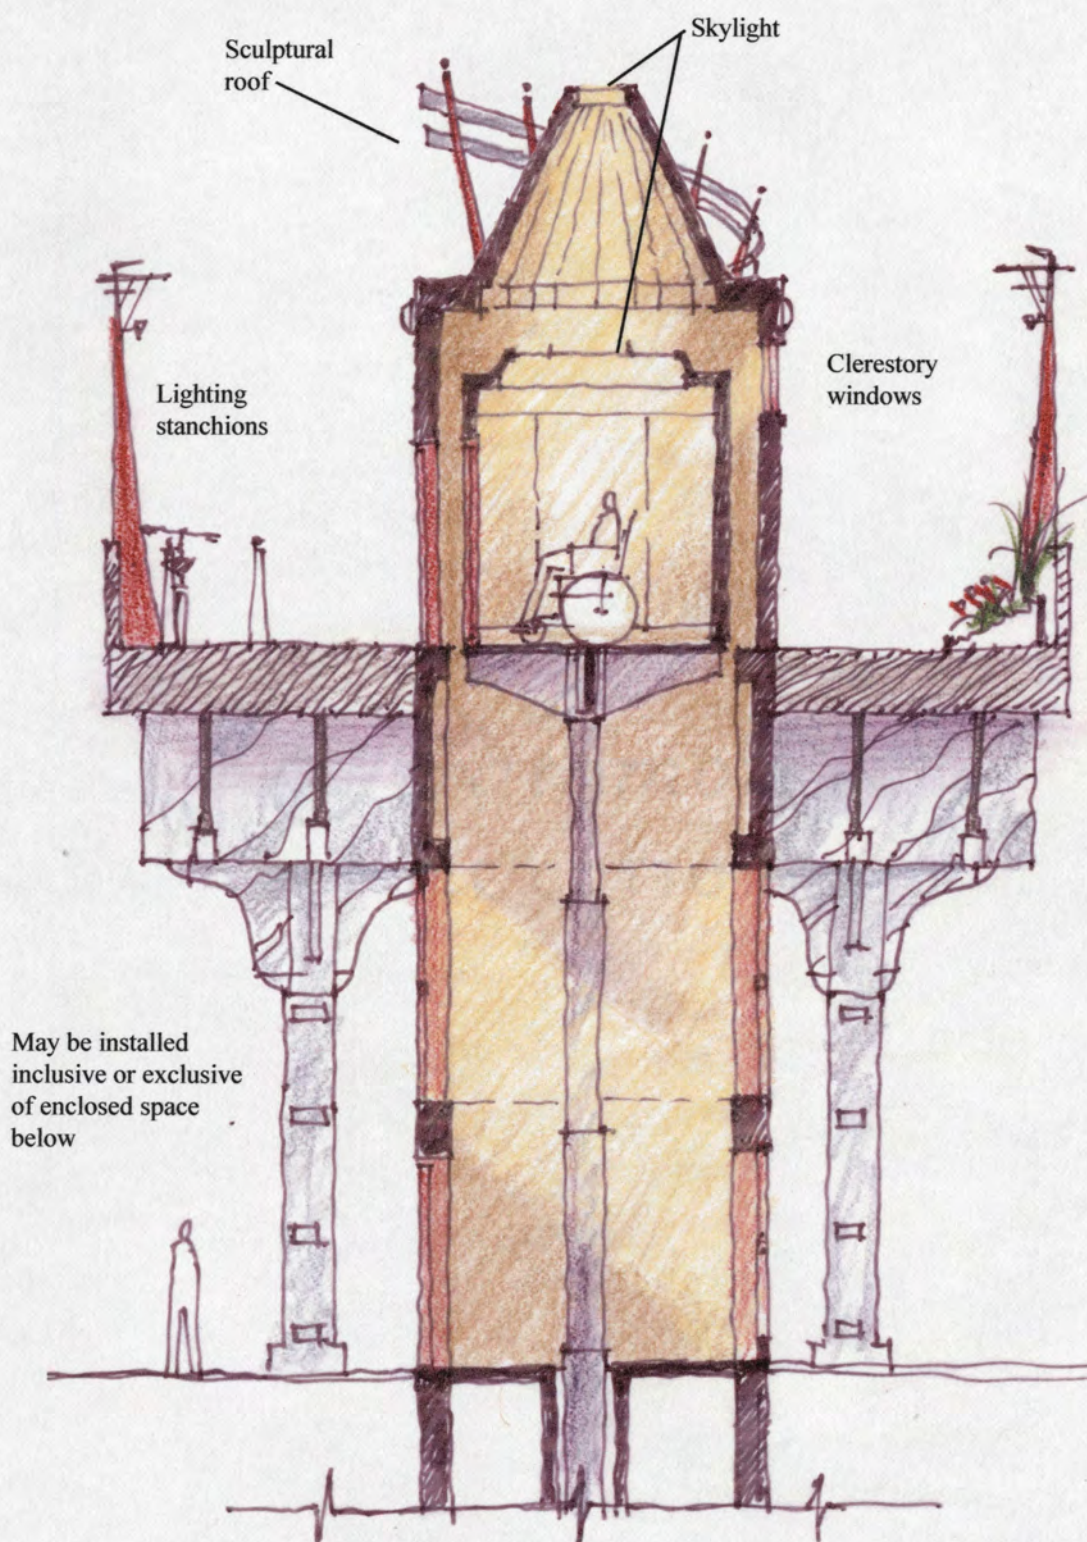 Skylight
Sculptural
roof
Lighting
stanchions
Clerestory
windows
May be installed
inclusive or exclusive
of enclosed space
below